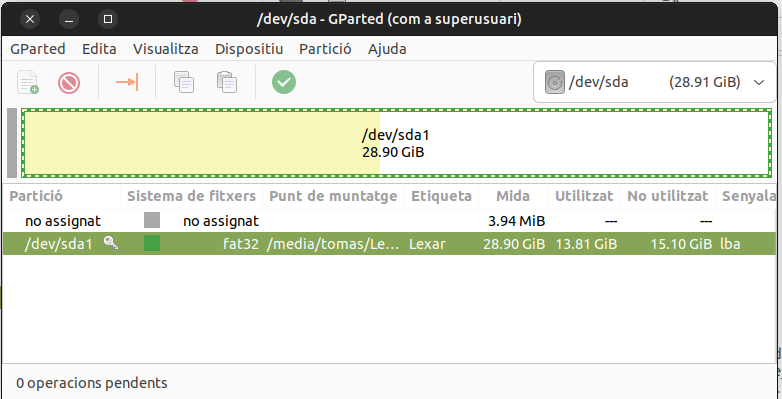 /dev/sda - GParted (com a superusuari)
GParted Edita Visualitza Dispositiu Partició Ajuda
/dev/sda (28.91 GiB)
/dev/sda1
28.90 GiB
Partició Sistema de fitxers Punt de muntatge Etiqueta Mida Utilitzat No utilitzat Senyala
no assignat no assignat 3.94 MiB --- ---
/dev/sda1 fat32 /media/tomas/Le... Lexar 28.90 GiB 13.81 GiB 15.10 GiB lba
0 operacions pendents